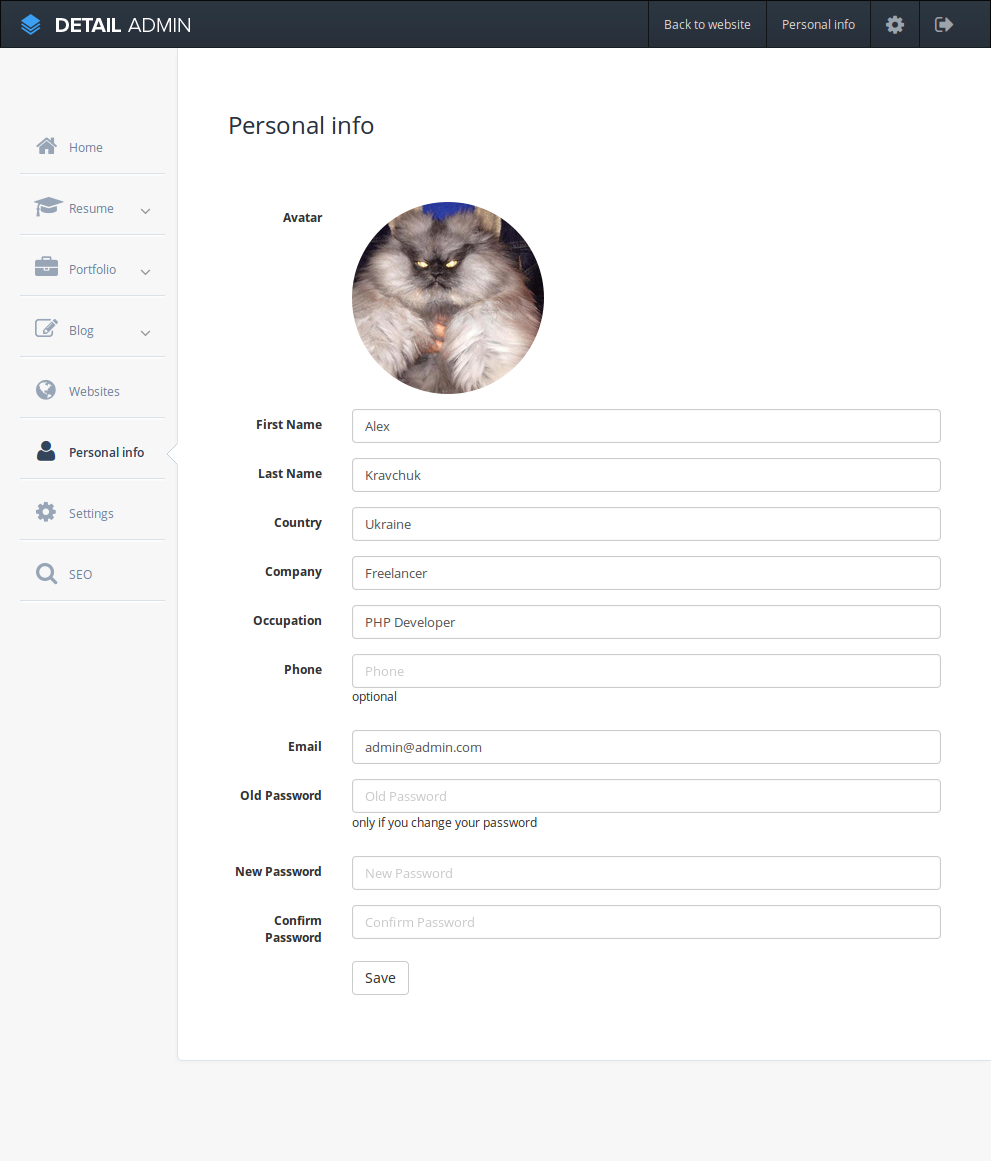 DETAIL ADMIN
Back to website
Personal info
Home
Resume
Portfolio
Blog
Websites
Personal info
Settings
SEO
Personal info
Avatar
First Name
Alex
Last Name
Kravchuk
Country
Ukraine
Company
Freelancer
Occupation
PHP Developer
Phone
Phone
optional
Email
admin@admin.com
Old Password
Old Password
only if you change your password
New Password
New Password
Confirm
Password
Confirm Password
Save